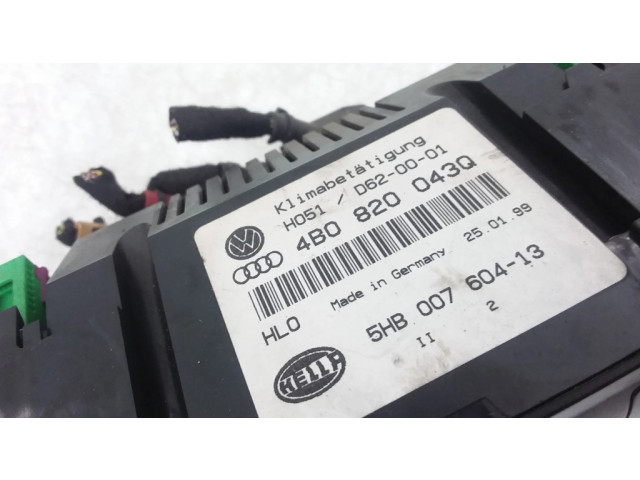 Klimabetätigung
H051 / D62-00-01
4B0 820 043Q
Made in Germany 25.01.99
HLO
5HB 007 604-13
II 2
HELLA